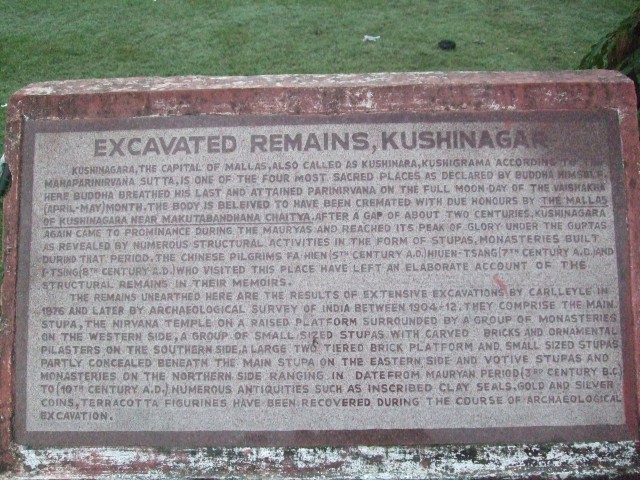 EXCAVATED REMAINS, KUSHINAGAR
KUSHINAGARA, THE CAPITAL OF MALLAS, ALSO CALLED AS KUSHINARA, KUSHIGRAMA ACCORDING TO THE
MAHAPARINIRVANA SUTTA, IS ONE OF THE FOUR MOST SACRED PLACES AS DECLARED BY BUDDHA HIMSELF.
HERE BUDDHA BREATHED HIS LAST AND ATTAINED PARINIRVANA ON THE FULL MOON DAY OF THE VAISHAKHA
(APRIL-MAY) MONTH. THE BODY IS BELEIVED TO HAVE BEEN CREMATED WITH DUE HONOURS BY THE MALLAS
OF KUSHINAGARA NEAR MAKUTABANDHANA CHAITYA. AFTER A GAP OF ABOUT TWO CENTURIES, KUSHINAGARA
AGAIN CAME TO PROMINANCE DURING THE MAURYAS AND REACHED ITS PEAK OF GLORY UNDER THE GUPTAS
AS REVEALED BY NUMEROUS STRUCTURAL ACTIVITIES IN THE FORM OF STUPAS, MONASTERIES BUILT
DURIND THAT PERIOD. THE CHINESE PILGRIMS FA HIEN (5TH CENTURY A.D.) HIUEN-TSANG (7TH CENTURY A.D.) AND
I-TSING (8TH CENTURY A.D.) WHO VISITED THIS PLACE HAVE LEFT AN ELABORATE ACCOUNT OF THE
STRUCTURAL REMAINS IN THEIR MEMOIRS.
THE REMAINS UNEARTHED HERE ARE THE RESULTS OF EXTENSIVE EXCAVATIONS BY CARLLEYLE IN
1876 AND LATER BY ARCHAEOLOGICAL SURVEY OF INDIA BETWEEN 1904-12. THEY COMPRISE THE MAIN
STUPA, THE NIRVANA TEMPLE ON A RAISED PLATFORM SURROUNDED BY A GROUP OF MONASTERIES
ON THE WESTERN SIDE, A GROUP OF SMALL SIZED STUPAS WITH CARVED BRICKS AND ORNAMENTAL
PILASTERS ON THE SOUTHERN SIDE, A LARGE TWO TIERED BRICK PLATFORM AND SMALL SIZED STUPAS
PARTLY CONCEALED BENEATH THE MAIN STUPA ON THE EASTERN SIDE AND VOTIVE STUPAS AND
MONASTERIES ON THE NORTHERN SIDE RANGING IN DATEFROM MAURYAN PERIOD (3RD CENTURY B.C.)
TO (10TH CENTURY A.D.) NUMEROUS ANTIQUITIES SUCH AS INSCRIBED CLAY SEALS, GOLD AND SILVER
COINS, TERRACOTTA FIGURINES HAVE BEEN RECOVERED DURING THE COURSE OF ARCHAEOLOGICAL
EXCAVATION.